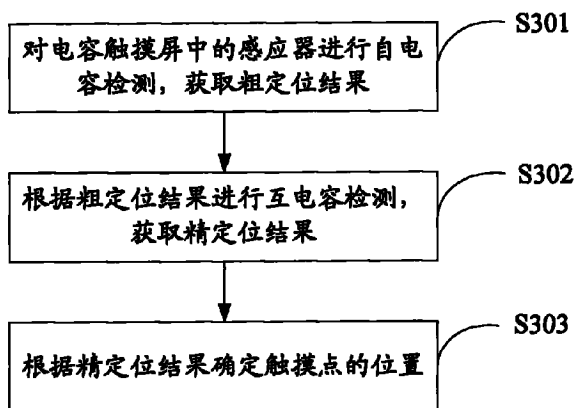 S301
对电容触摸屏中的感应器进行自电
容检测，获取粗定位结果
S302
根据粗定位结果进行互电容检测，
获取精定位结果
S303
根据精定位结果确定触摸点的位置